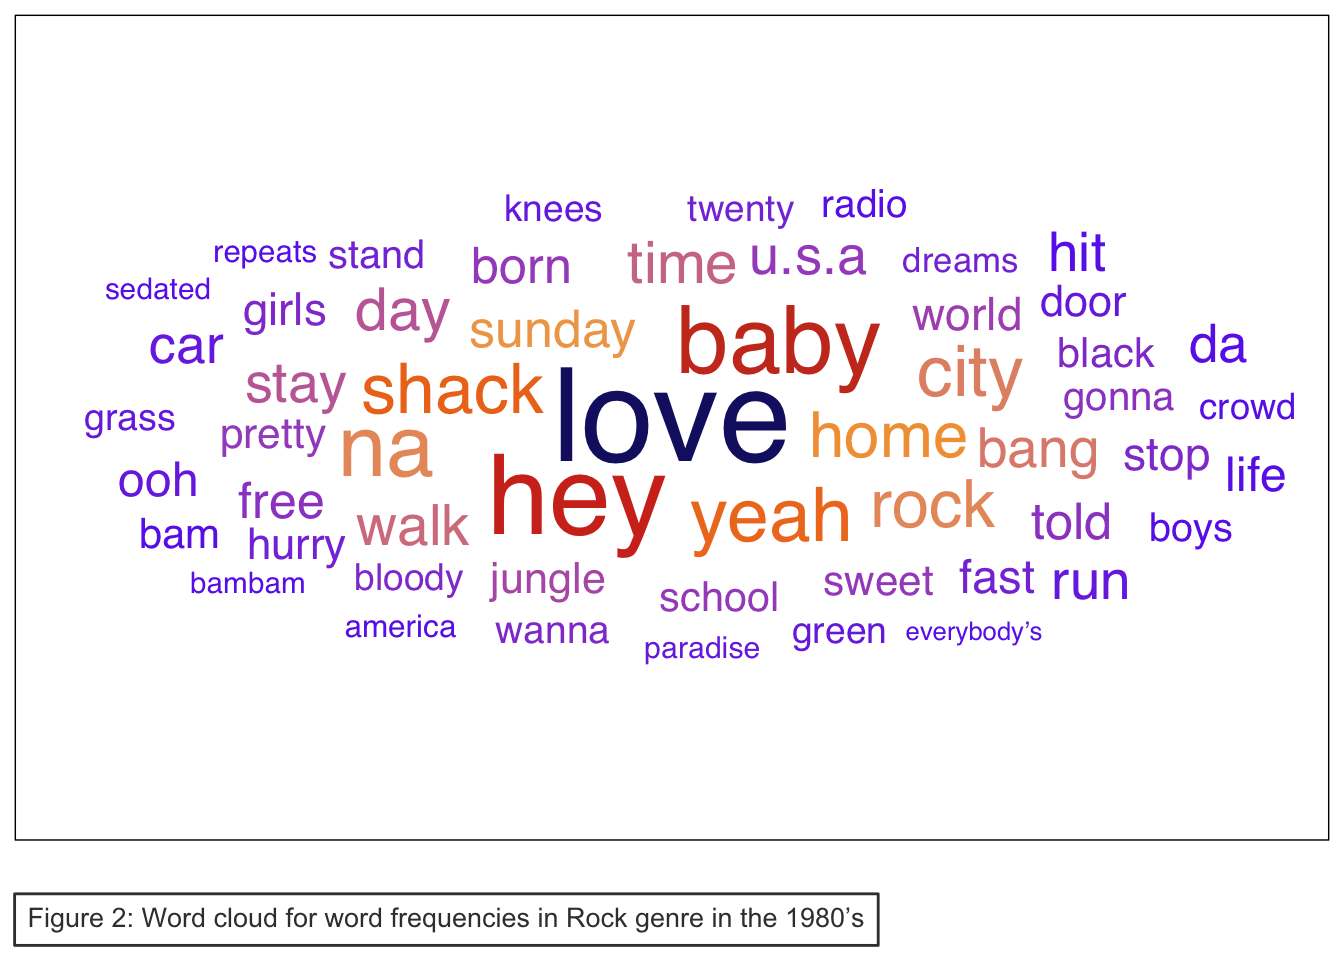 knees twenty radio
repeats stand born time u.s.a dreams hit
sedated girls day sunday baby world door
car stay shack love city black da
grass pretty na home bang gonna crowd
ooh free hey yeah rock stop life
bam hurry walk told boys
bambam bloody jungle school sweet fast run
america wanna paradise green everybody’s
Figure 2: Word cloud for word frequencies in Rock genre in the 1980’s